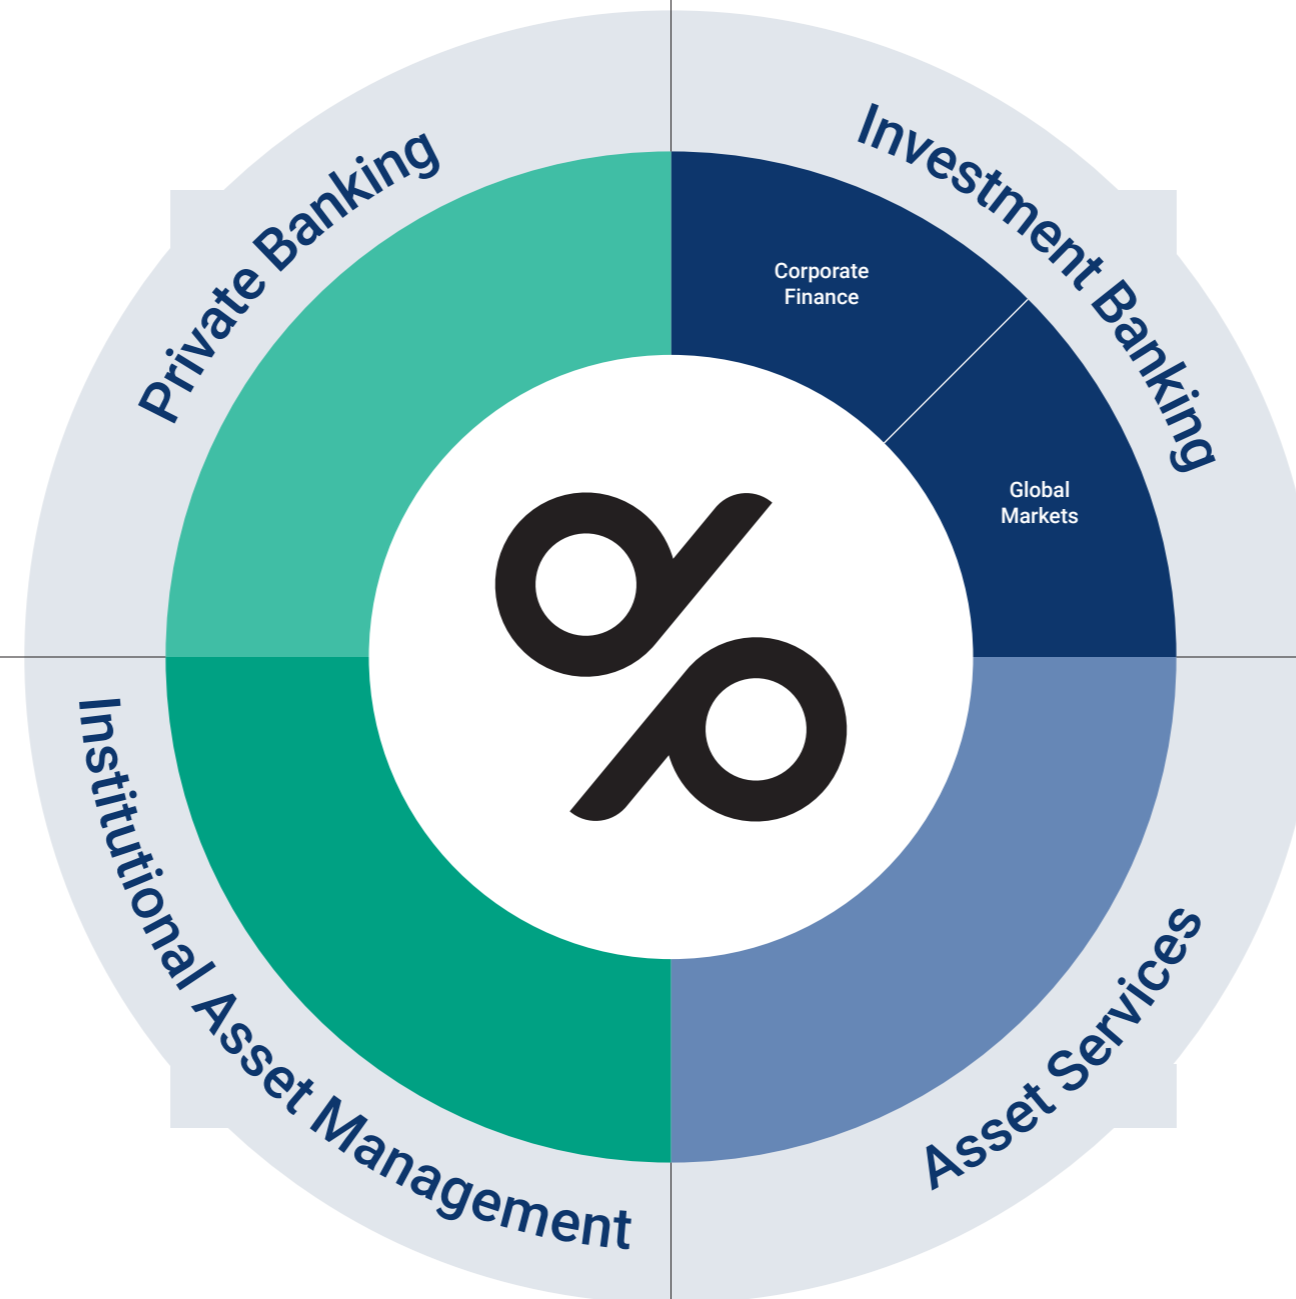 Private Banking
Investment Banking
Corporate
Finance
Global
Markets
Institutional Asset Management
Asset Services